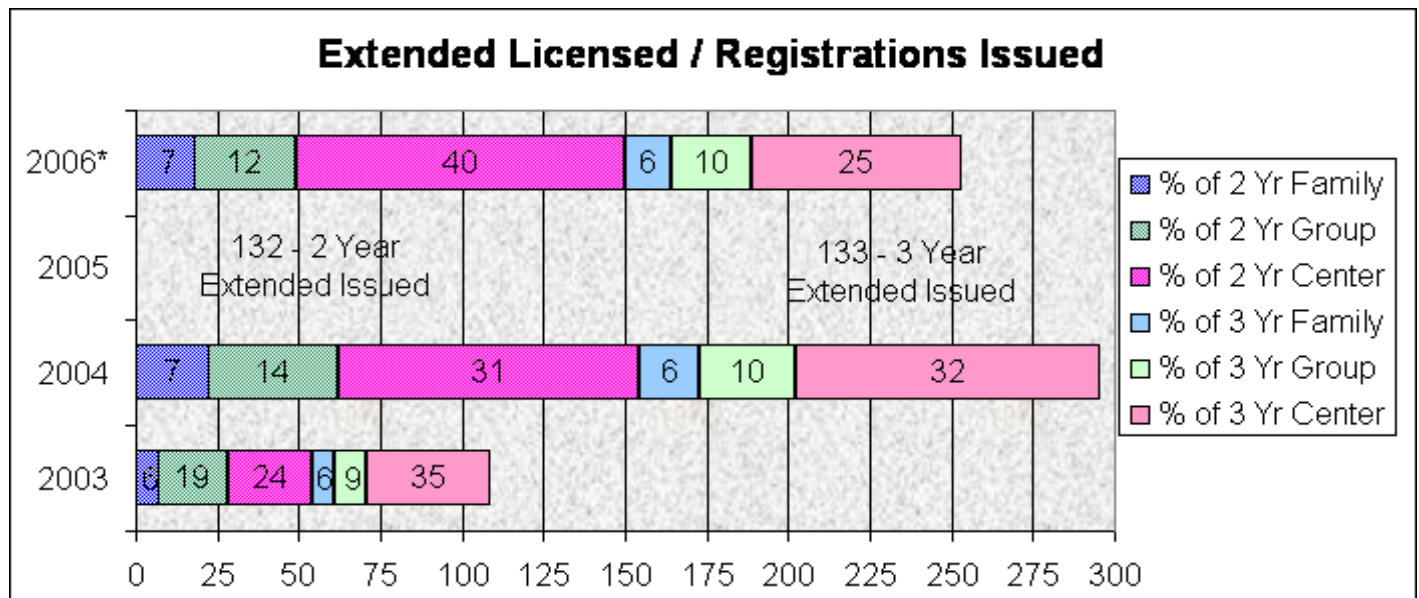 Extended Licensed / Registrations Issued
2006*
7 12 40 6 10 25
2005
132 - 2 Year
Extended Issued
133 - 3 Year
Extended Issued
2004
7 14 31 6 10 32
2003
6 19 24 6 9 35
0 25 50 75 100 125 150 175 200 225 250 275 300
% of 2 Yr Family
% of 2 Yr Group
% of 2 Yr Center
% of 3 Yr Family
% of 3 Yr Group
% of 3 Yr Center